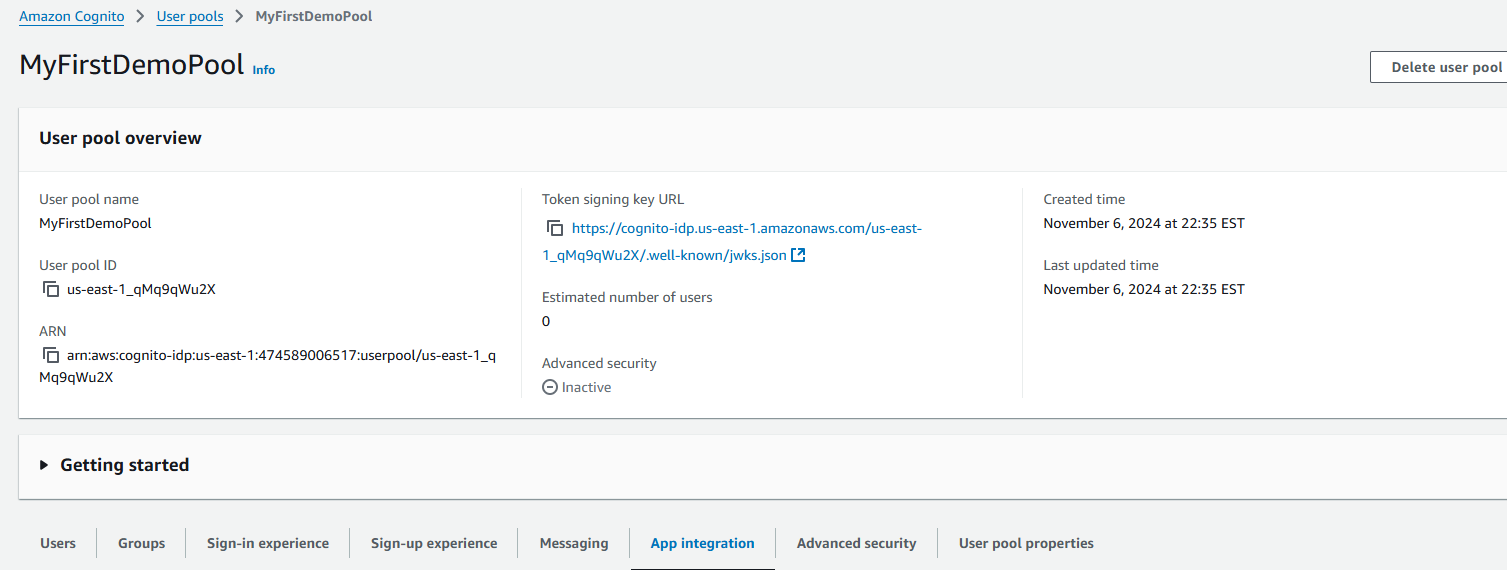 Amazon Cognito > User pools > MyFirstDemoPool
MyFirstDemoPool Info
Delete user pool
User pool overview
User pool name
MyFirstDemoPool
User pool ID
us-east-1_qMq9qWu2X
ARN
arn:aws:cognito-idp:us-east-1:474589006517:userpool/us-east-1_q
Mq9qWu2X
Token signing key URL
https://cognito-idp.us-east-1.amazonaws.com/us-east-
1_qMq9qWu2X/.well-known/jwks.json
Estimated number of users
0
Advanced security
Inactive
Created time
November 6, 2024 at 22:35 EST
Last updated time
November 6, 2024 at 22:35 EST
Getting started
Users Groups Sign-in experience Sign-up experience Messaging App integration Advanced security User pool properties